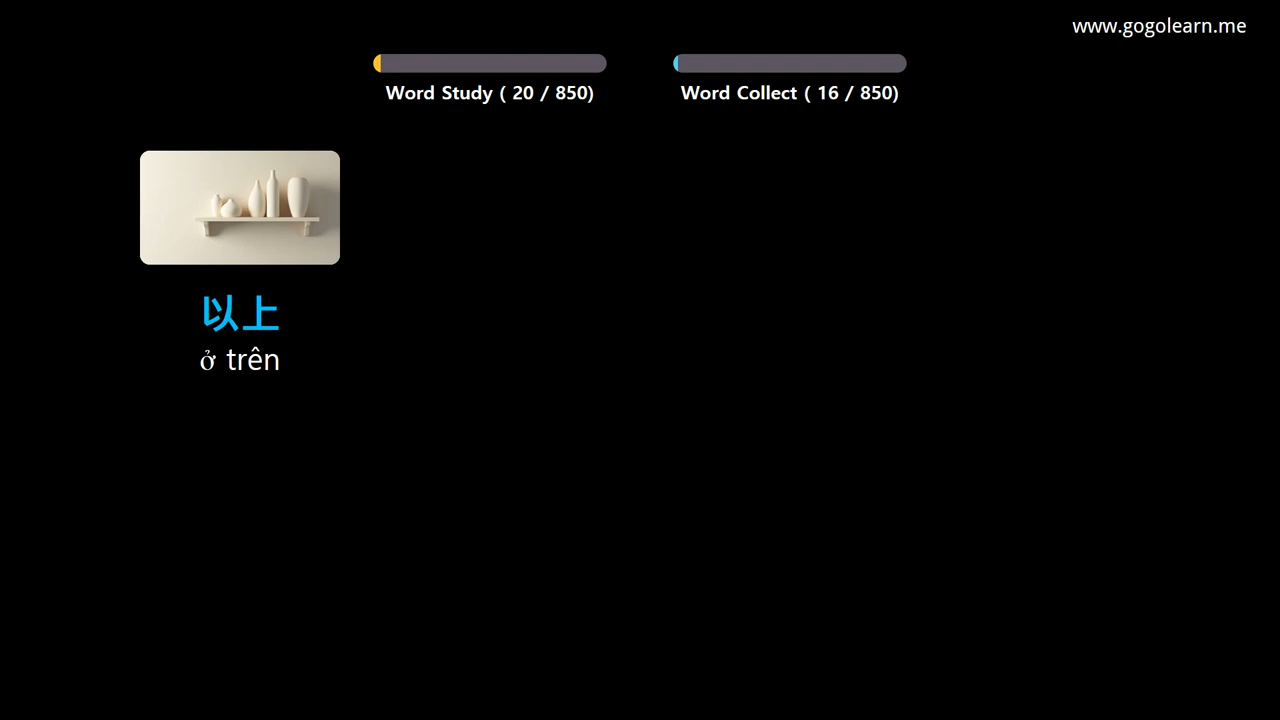 www.gogolearn.me
Word Study ( 20 / 850)
Word Collect ( 16 / 850)
以上
ở trên